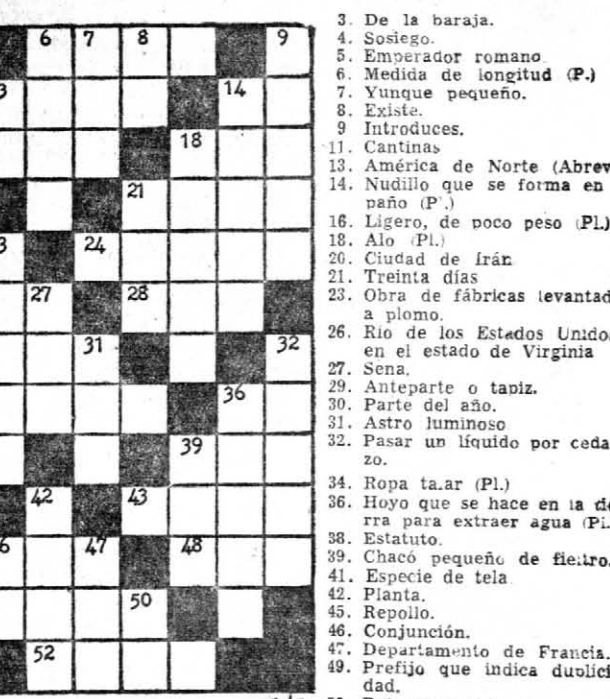 6 7 8 9
3 14
18
21
3 24
27 28
31 32
36
39
42 43
6 47 48
50
52
3. De la baraja.
4. Sosiego.
5. Emperador romano.
6. Medida de longitud (P.)
7. Yunque pequeño.
8. Existe.
9 Introduces.
11. Cantinas
13. América de Norte (Abrev
14. Nudillo que se forma en
paño (P .)
16. Ligero, de poco peso (Pl.)
18. Alo (Pl.)
20. Ciudad de Irán
21. Treinta días
23. Obra de fábricas levantad
a plomo.
26. Río de los Estados Unidos
en el estado de Virginia
27. Sena.
29. Anteparte o tapiz.
30. Parte del año.
31. Astro luminoso
32. Pasar un líquido por ceda
zo.
34. Ropa ta.ar (Pl.)
36. Hoyo que se hace en la tie
rra para extraer agua (Pl.
38. Estatuto.
39. Chacó pequeño de fieltro.
41. Especie de tela
42. Planta.
45. Repollo.
46. Conjunción.
47. Departamento de Francia.
49. Prefijo que indica duplici
dad.